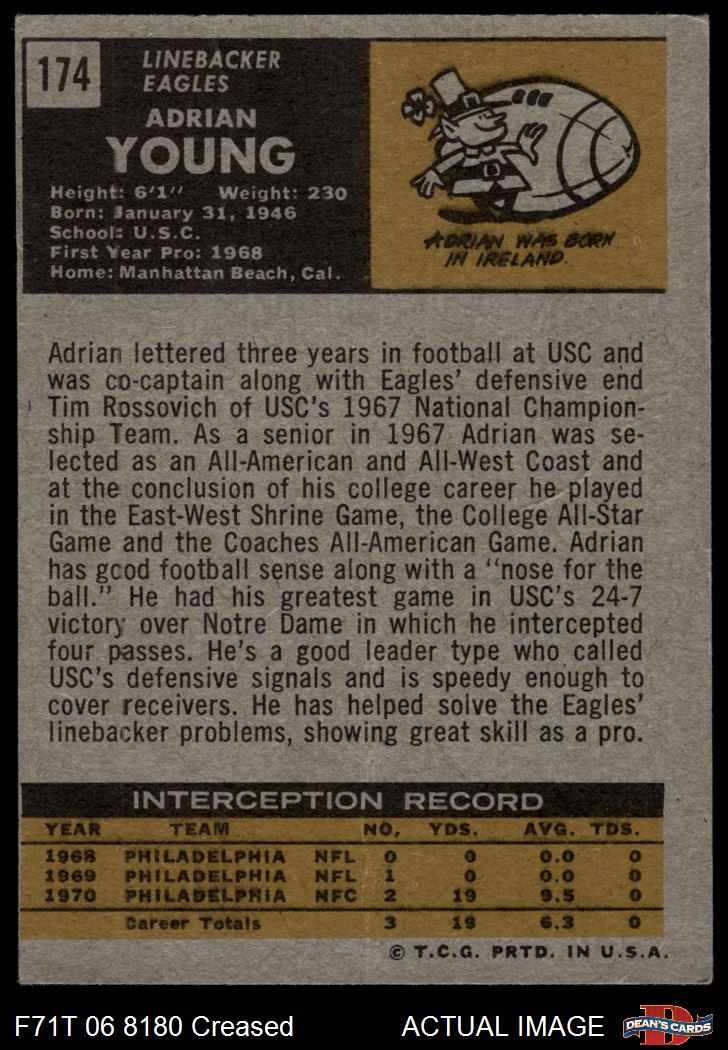 174
LINEBACKER
EAGLES
ADRIAN
YOUNG
Height: 6'1" Weight: 230
Born: January 31, 1946
School: U.S.C.
First Year Pro: 1968
Home: Manhattan Beach, Cal.
ADRIAN WAS BORN
IN IRELAND.
Adrian lettered three years in football at USC and
was co-captain along with Eagles' defensive end
Tim Rossovich of USC's 1967 National Champion-
ship Team. As a senior in 1967 Adrian was se-
lected as an All-American and All-West Coast and
at the conclusion of his college career he played
in the East-West Shrine Game, the College All-Star
Game and the Coaches All-American Game. Adrian
has good football sense along with a "nose for the
ball." He had his greatest game in USC's 24-7
victory over Notre Dame in which he intercepted
four passes. He's a good leader type who called
USC's defensive signals and is speedy enough to
cover receivers. He has helped solve the Eagles'
linebacker problems, showing great skill as a pro.
INTERCEPTION RECORD
YEAR TEAM NO. YDS. AVG. TDS.
1968 PHILADELPHIA NFL 0 0 0.0 0
1969 PHILADELPHIA NFL 1 0 0.0 0
1970 PHILADELPHIA NFC 2 19 9.5 0
Career Totals 3 19 6.3 0
© T.C.G. PRTD. IN U.S.A.
F71T 06 8180 Creased ACTUAL IMAGE
D
DEAN'S CARDS